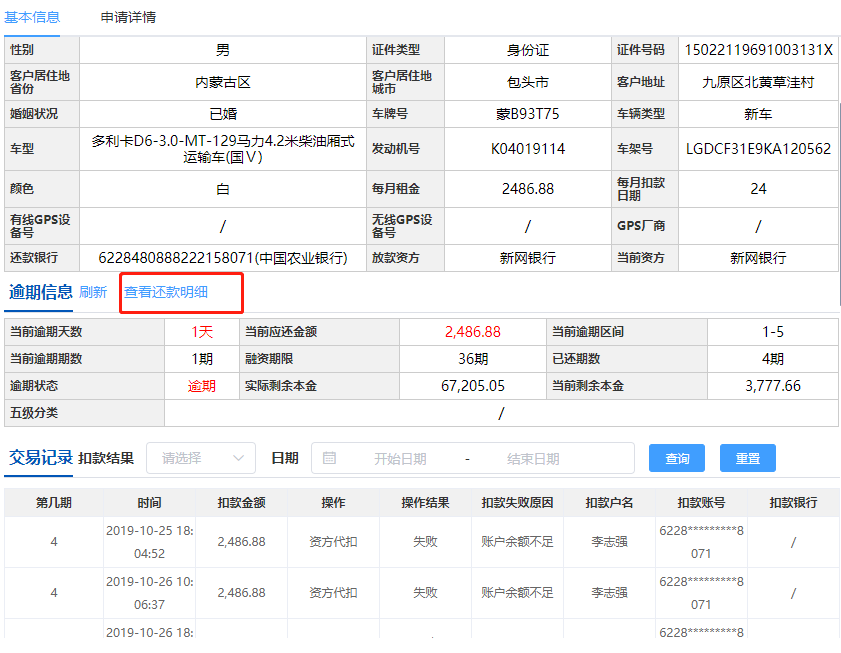 基本信息 申请详情
性别 男 证件类型 身份证 证件号码 15022119691003131X
客户居住地省份 内蒙古区 客户居住地城市 包头市 客户地址 九原区北黄草洼村
婚姻状况 已婚 车牌号 蒙B93T75 车辆类型 新车
车型 多利卡D6-3.0-MT-129马力4.2米柴油厢式运输车(国Ⅴ) 发动机号 K04019114 车架号 LGDCF31E9KA120562
颜色 白 每月租金 2486.88 每月扣款日期 24
有线GPS设备号 / 无线GPS设备号 / GPS厂商 /
还款银行 6228480888222158071(中国农业银行) 放款资方 新网银行 当前资方 新网银行
逾期信息 刷新 查看还款明细
当前逾期天数 1天 当前应还金额 2,486.88 当前逾期区间 1-5
当前逾期期数 1期 融资期限 36期 已还期数 4期
逾期状态 逾期 实际剩余本金 67,205.05 当前剩余本金 3,777.66
五级分类 /
交易记录 扣款结果 请选择 日期 开始日期 - 结束日期 查询 重置
第几期 时间 扣款金额 操作 操作结果 扣款失败原因 扣款户名 扣款账号 扣款银行
4 2019-10-25 18:04:52 2,486.88 资方代扣 失败 账户余额不足 李志强 6228*********8071 /
4 2019-10-26 10:06:37 2,486.88 资方代扣 失败 账户余额不足 李志强 6228*********8071 /
2019-10-26 18: 6228*********8